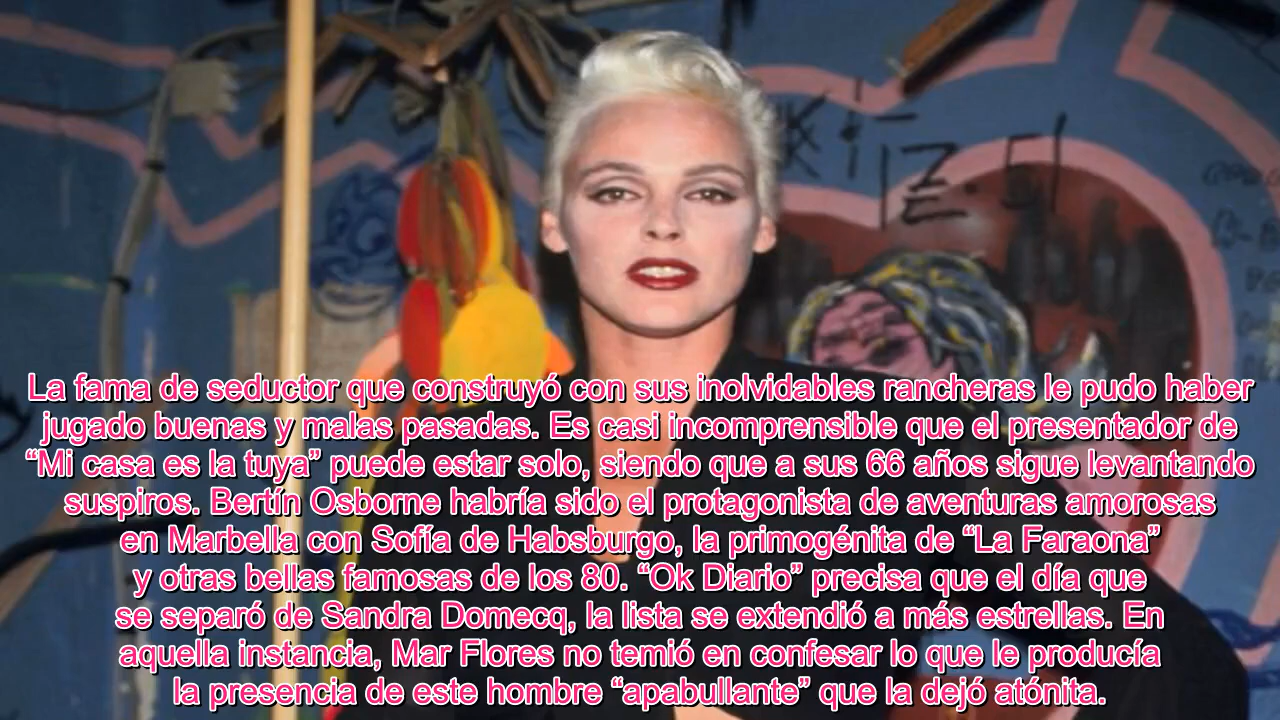 La fama de seductor que construyó con sus inolvidables rancheras le pudo haber
jugado buenas y malas pasadas. Es casi incomprensible que el presentador de
“Mi casa es la tuya” puede estar solo, siendo que a sus 66 años sigue levantando
suspiros. Bertín Osborne habría sido el protagonista de aventuras amorosas
en Marbella con Sofía de Habsburgo, la primogénita de “La Faraona”
y otras bellas famosas de los 80. “Ok Diario” precisa que el día que
se separó de Sandra Domecq, la lista se extendió a más estrellas. En
aquella instancia, Mar Flores no temió en confesar lo que le producía
la presencia de este hombre “apabullante” que la dejó atónita.